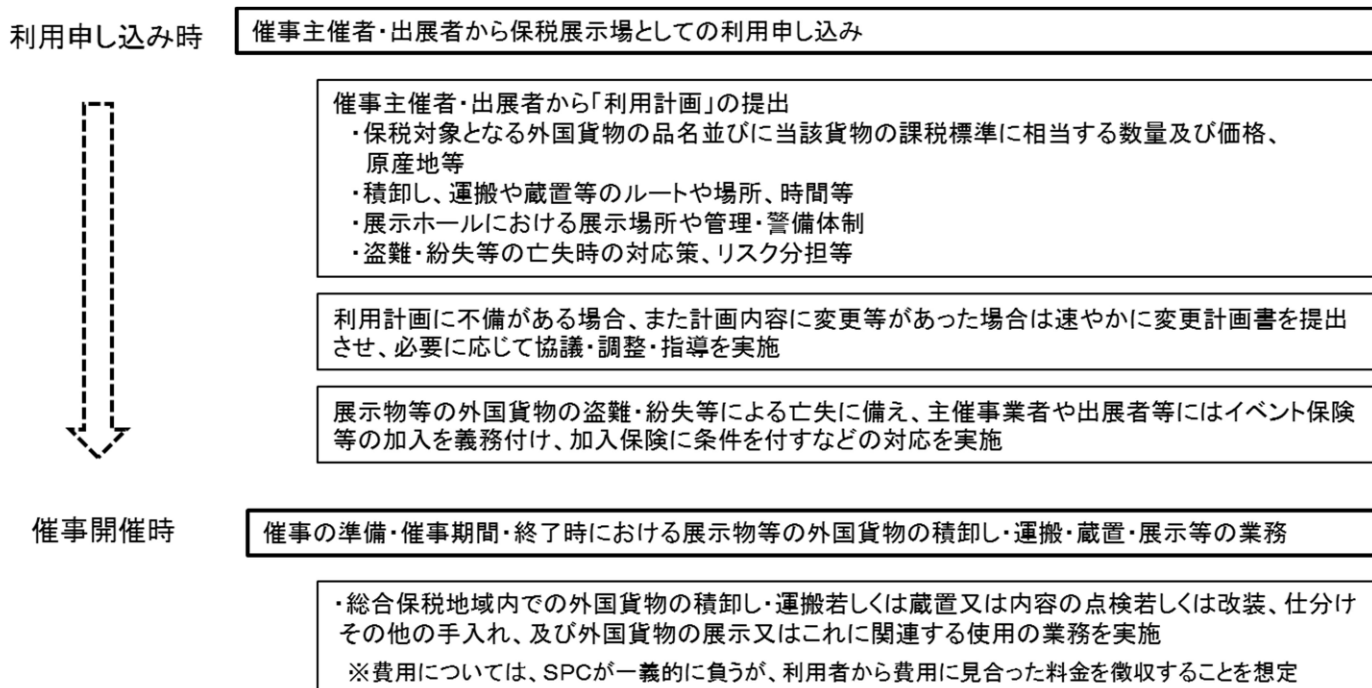 利用申し込み時
催事主催者・出展者から保税展示場としての利用申し込み
催事主催者・出展者から「利用計画」の提出
・保税対象となる外国貨物の品名並びに当該貨物の課税標準に相当する数量及び価格、
原産地等
・積卸し、運搬や蔵置等のルートや場所、時間等
・展示ホールにおける展示場所や管理・警備体制
・盗難・紛失等の亡失時の対応策、リスク分担等
利用計画に不備がある場合、また計画内容に変更等があった場合は速やかに変更計画書を提出
させ、必要に応じて協議・調整・指導を実施
展示物等の外国貨物の盗難・紛失等による亡失に備え、主催事業者や出展者等にはイベント保険
等の加入を義務付け、加入保険に条件を付すなどの対応を実施
催事開催時
催事の準備・催事期間・終了時における展示物等の外国貨物の積卸し・運搬・蔵置・展示等の業務
・総合保税地域内での外国貨物の積卸し・運搬若しくは蔵置又は内容の点検若しくは改装、仕分け
その他の手入れ、及び外国貨物の展示又はこれに関連する使用の業務を実施
※費用については、SPCが一義的に負うが、利用者から費用に見合った料金を徴収することを想定